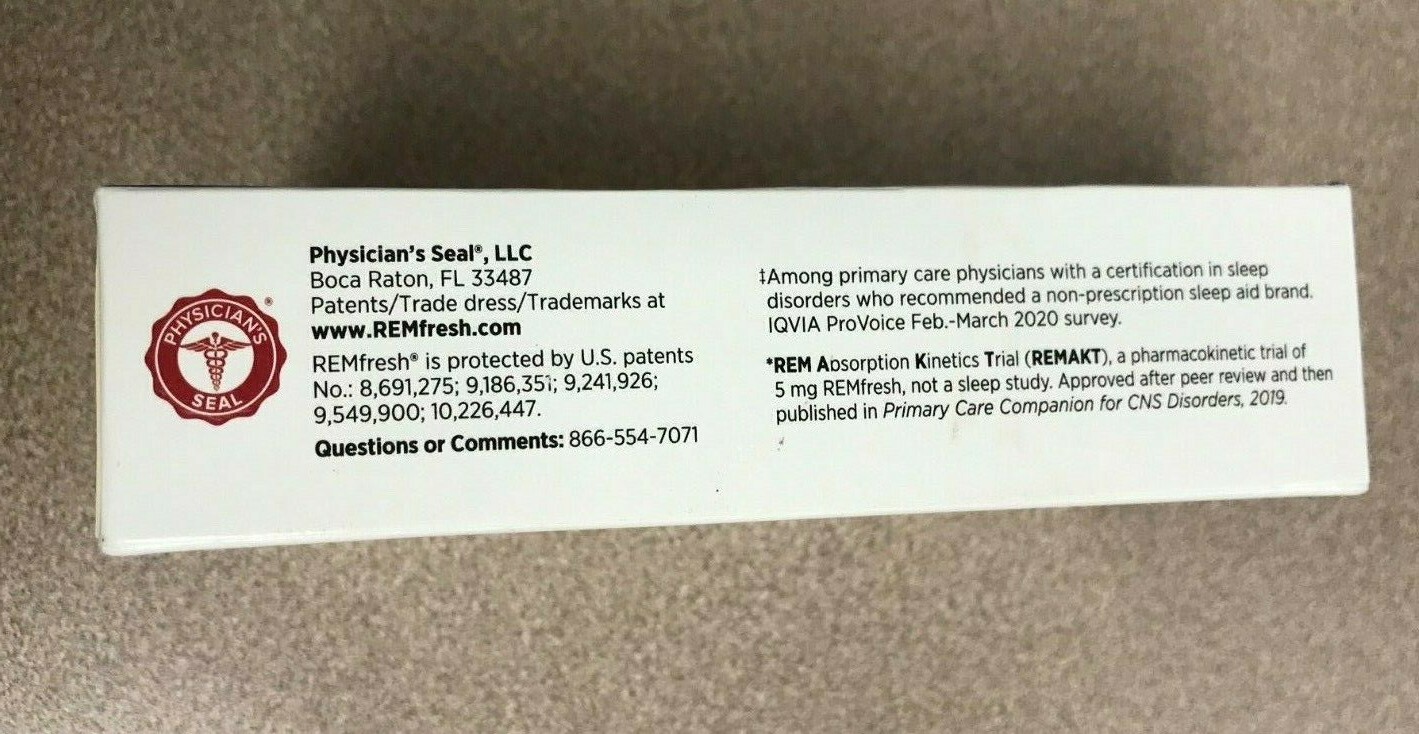 PHYSICIAN'S
SEAL
®
Physician's Seal®, LLC
Boca Raton, FL 33487
Patents/Trade dress/Trademarks at
www.REMfresh.com
REMfresh® is protected by U.S. patents
No.: 8,691,275; 9,186,351; 9,241,926;
9,549,900; 10,226,447.
Questions or Comments: 866-554-7071
‡Among primary care physicians with a certification in sleep
disorders who recommended a non-prescription sleep aid brand.
IQVIA ProVoice Feb.-March 2020 survey.
*REM Absorption Kinetics Trial (REMAKT), a pharmacokinetic trial of
5 mg REMfresh, not a sleep study. Approved after peer review and then
published in Primary Care Companion for CNS Disorders, 2019.